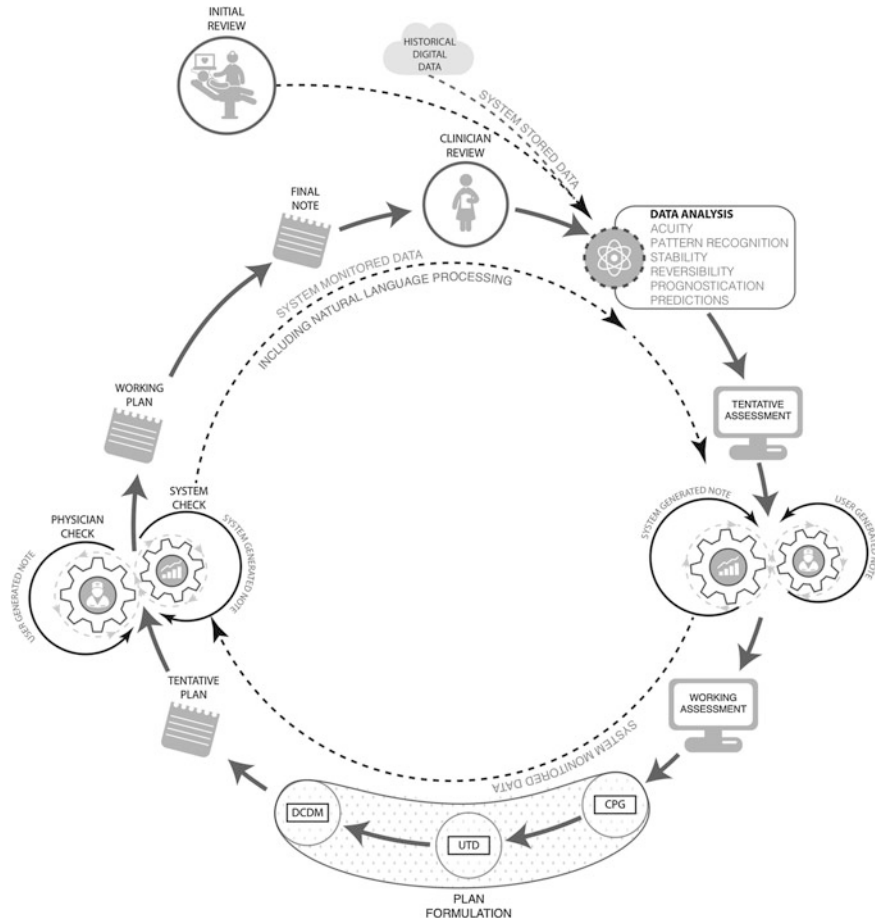 INITIAL
REVIEW
HISTORICAL
DIGITAL
DATA
SYSTEM STORED DATA
CLINICIAN
REVIEW
FINAL
NOTE
DATA ANALYSIS
ACUITY
PATTERN RECOGNITION
STABILITY
REVERSIBILITY
PROGNOSTICATION
PREDICTIONS
SYSTEM MONITORED DATA
INCLUDING NATURAL LANGUAGE PROCESSING
WORKING
PLAN
TENTATIVE
ASSESSMENT
SYSTEM
CHECK
PHYSICIAN
CHECK
USER GENERATED NOTE
SYSTEM GENERATED NOTE
SYSTEM GENERATED NOTE
USER GENERATED NOTE
TENTATIVE
PLAN
WORKING
ASSESSMENT
SYSTEM MONITORED DATA
DCDM
UTD
CPG
PLAN
FORMULATION